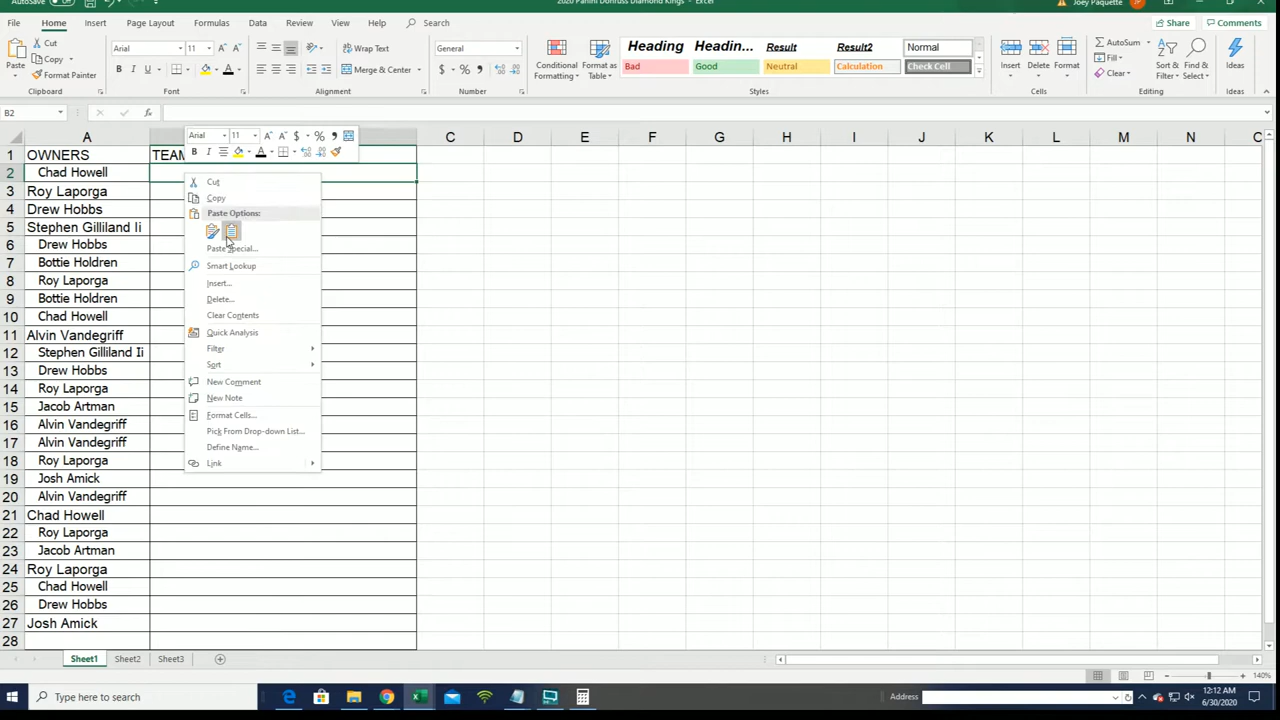 AutoSave
2020 Panini Donruss Diamond Kings - Excel
Joey Paquette
JP
File Home Insert Page Layout Formulas Data Review View Help Search
Share Comments
Cut
Copy
Format Painter
Paste
Clipboard
Arial 11
B I U
Font
Wrap Text
Merge & Center
Alignment
General
$ % ,
Number
Conditional Formatting
Format as Table
Heading Headin... Result Result2 Normal
Bad Good Neutral Calculation Check Cell
Styles
Insert Delete Format
Cells
AutoSum
Fill
Clear
Sort & Filter
Find & Select
Editing
Ideas
Ideas
B2
fx
Arial 11 $ % ,
B I
A C D E F G H I J K L M N
1 OWNERS TEAM
2 Chad Howell
3 Roy Laporga
4 Drew Hobbs
5 Stephen Gilliland Ii
6 Drew Hobbs
7 Bottie Holdren
8 Roy Laporga
9 Bottie Holdren
10 Chad Howell
11 Alvin Vandegriff
12 Stephen Gilliland Ii
13 Drew Hobbs
14 Roy Laporga
15 Jacob Artman
16 Alvin Vandegriff
17 Alvin Vandegriff
18 Roy Laporga
19 Josh Amick
20 Alvin Vandegriff
21 Chad Howell
22 Roy Laporga
23 Jacob Artman
24 Roy Laporga
25 Chad Howell
26 Drew Hobbs
27 Josh Amick
28
Cut
Copy
Paste Options:
Paste Special...
Smart Lookup
Insert...
Delete...
Clear Contents
Quick Analysis
Filter
Sort
New Comment
New Note
Format Cells...
Pick From Drop-down List...
Define Name...
Link
Sheet1 Sheet2 Sheet3
140%
Type here to search
Address
12:12 AM
6/30/2020